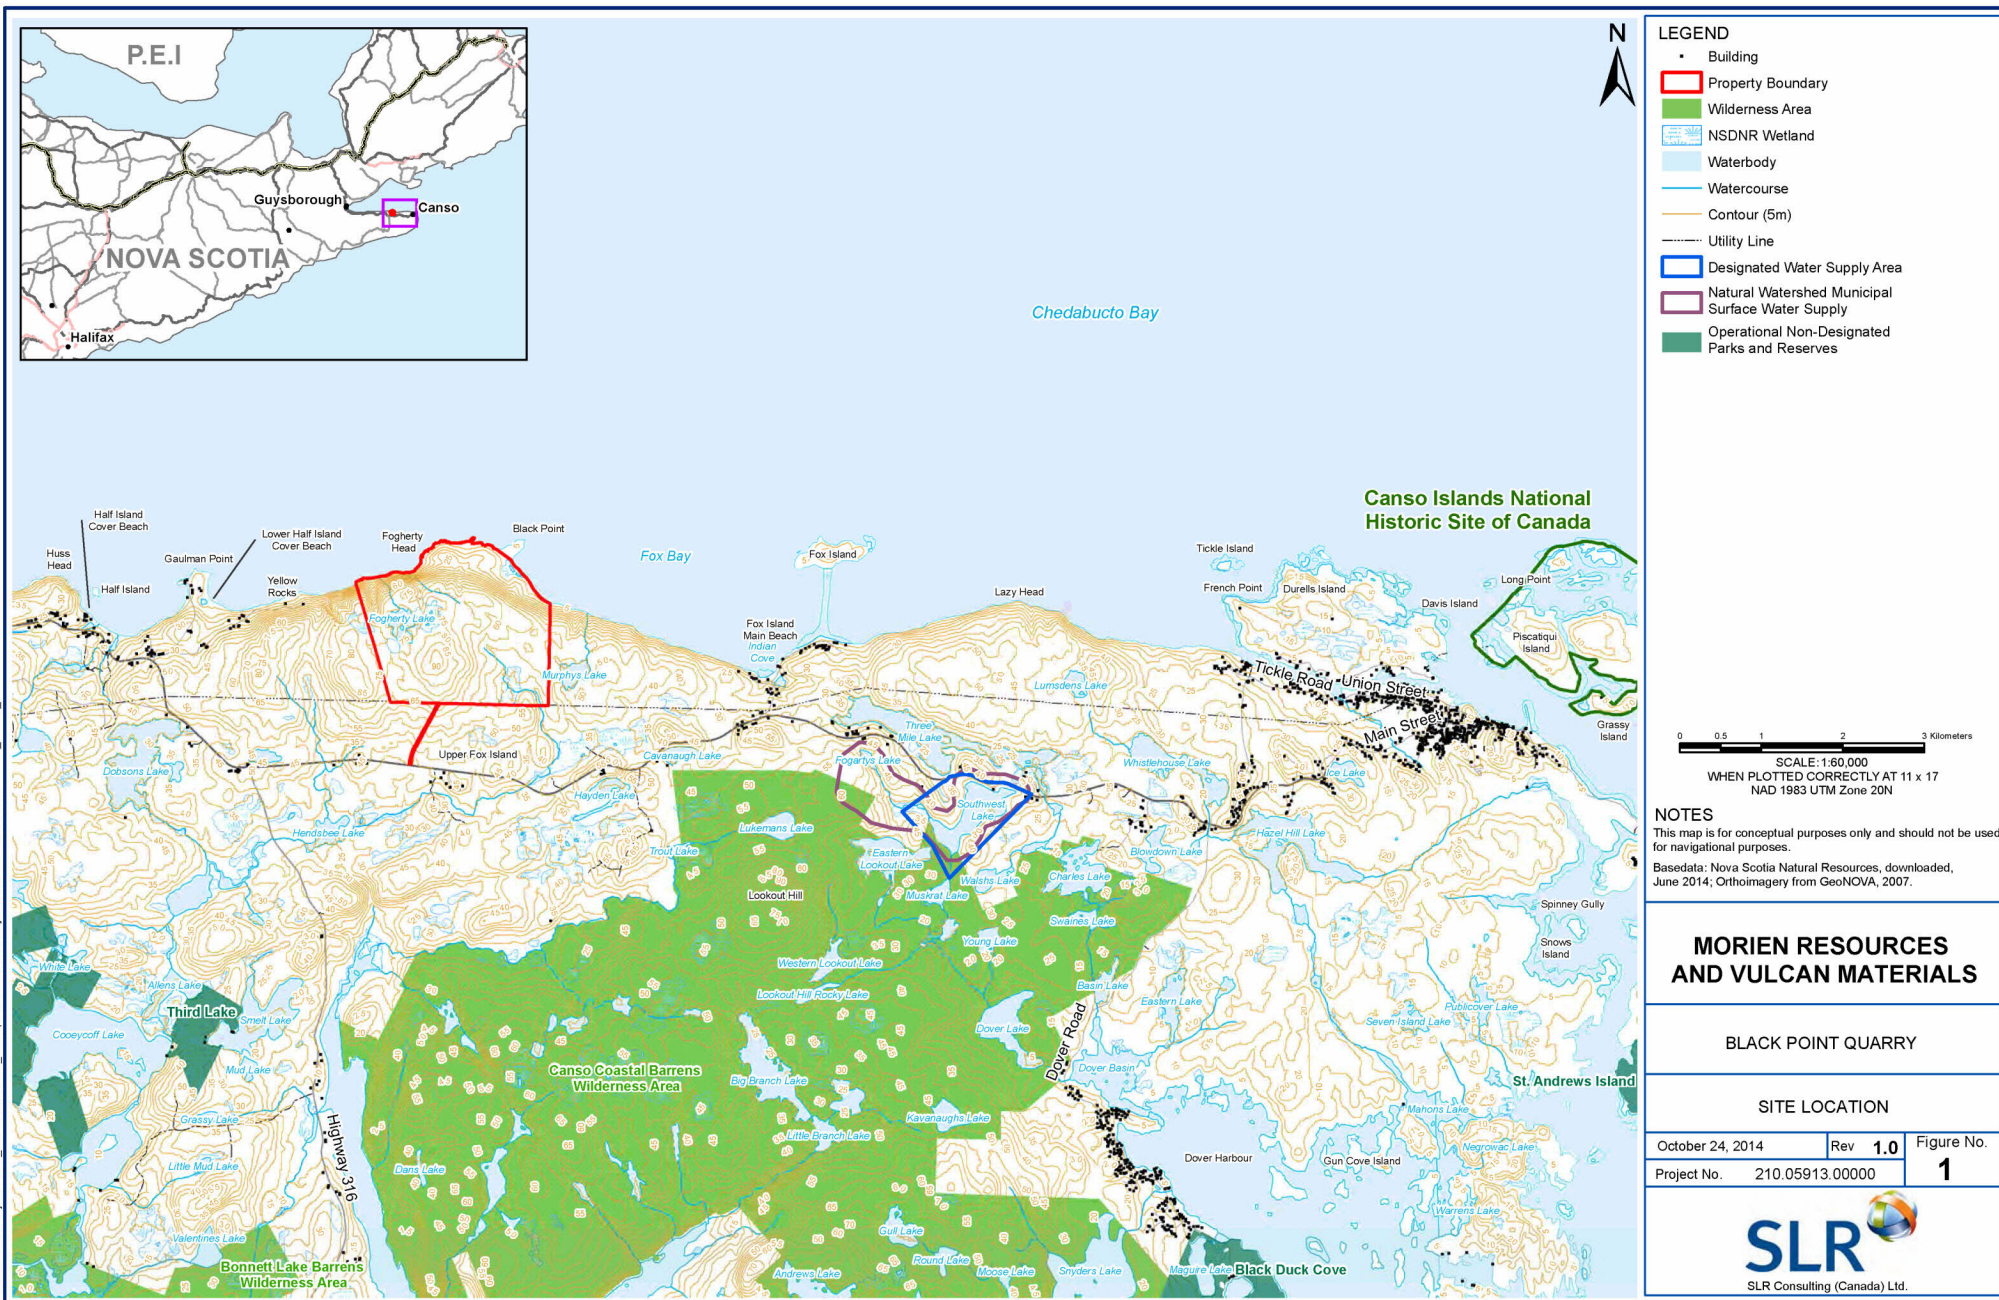 P.E.I
Guysborough
Canso
NOVA SCOTIA
Halifax
N
Chedabucto Bay
Canso Islands National
Historic Site of Canada
Half Island
Cover Beach
Lower Half Island
Cover Beach
Fogherty
Head
Black Point
Huss
Head
Gaulman Point
Half Island
Yellow
Rocks
Fox Bay
Fox Island
Tickle Island
French Point
Durells Island
Davis Island
Long Point
Lazy Head
Fogherty Lake
Fox Island
Main Beach
Indian
Cove
Piscatiqui
Island
Murphys Lake
Lumsdens Lake
Tickle Road
Union Street
Main Street
Grassy
Island
Three
Mile Lake
Upper Fox Island
Cavanaugh Lake
Fogartys Lake
Whistlehouse Lake
Ice Lake
Dobsons Lake
Hayden Lake
Southwest
Lake
Hendsbee Lake
Lukemans Lake
Hazel Hill Lake
Trout Lake
Eastern
Lookout Lake
Blowdown Lake
Walshs Lake
Charles Lake
Lookout Hill
Muskrat Lake
Spinney Gully
Swaines Lake
Young Lake
Snows
Island
White Lake
Western Lookout Lake
Allens Lake
Basin Lake
Lookout Hill Rocky Lake
Eastern Lake
Publicover Lake
Third Lake
Smelt Lake
Seven Island Lake
Cooeycoff Lake
Dover Lake
Dover Road
Mud Lake
Canso Coastal Barrens
Wilderness Area
Big Branch Lake
Dover Basin
St. Andrews Island
Grassy Lake
Kavanaughs Lake
Mahons Lake
Highway 316
Little Branch Lake
Negrowac Lake
Little Mud Lake
Dans Lake
Dover Harbour
Gun Cove Island
Warrens Lake
Valentines Lake
Gull Lake
Bonnett Lake Barrens
Wilderness Area
Andrews Lake
Round Lake
Moose Lake
Snyders Lake
Maguire Lake
Black Duck Cove
LEGEND
Building
Property Boundary
Wilderness Area
NSDNR Wetland
Waterbody
Watercourse
Contour (5m)
Utility Line
Designated Water Supply Area
Natural Watershed Municipal
Surface Water Supply
Operational Non-Designated
Parks and Reserves
0 0.5 1 2 3 Kilometers
SCALE: 1:60,000
WHEN PLOTTED CORRECTLY AT 11 x 17
NAD 1983 UTM Zone 20N
NOTES
This map is for conceptual purposes only and should not be used
for navigational purposes.
Basedata: Nova Scotia Natural Resources, downloaded,
June 2014; Orthoimagery from GeoNOVA, 2007.
MORIEN RESOURCES
AND VULCAN MATERIALS
BLACK POINT QUARRY
SITE LOCATION
October 24, 2014
Rev 1.0
Figure No.
1
Project No. 210.05913.00000
SLR
SLR Consulting (Canada) Ltd.